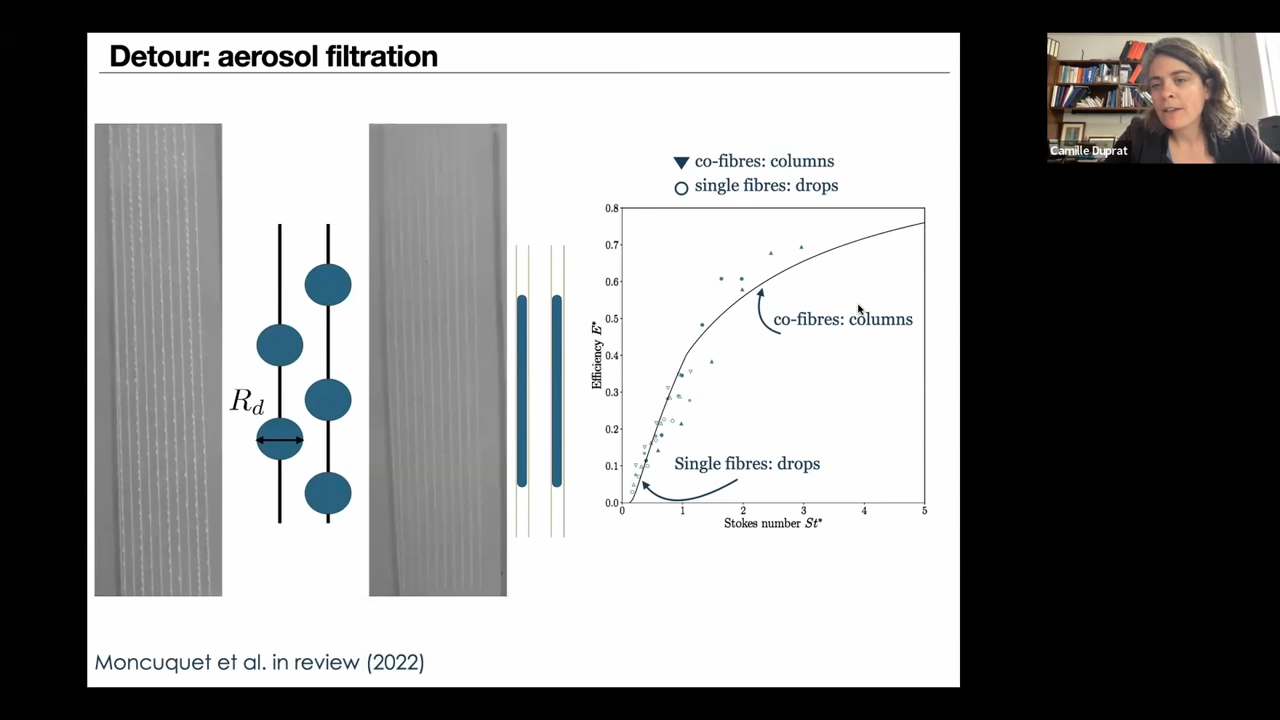 Detour: aerosol filtration
Camille Duprat
co-fibres: columns
single fibres: drops
R_d
0.8
0.7
0.6
0.5
0.4
0.3
0.2
0.1
0.0
Efficiency E*
co-fibres: columns
Single fibres: drops
0 1 2 3 4 5
Stokes number St*
Moncuquet et al. in review (2022)